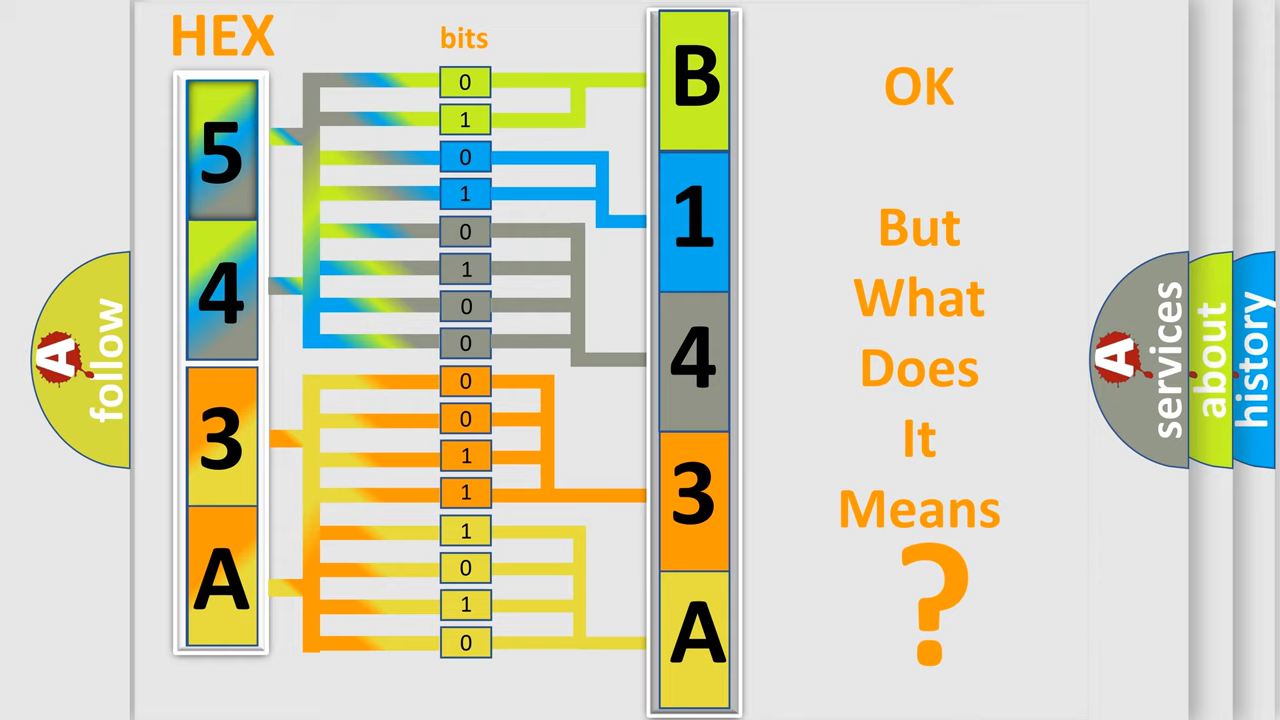 HEX
bits
5
4
3
A
0
1
0
1
0
1
0
0
0
0
1
1
1
0
1
0
B
1
4
3
A
OK
But
What
Does
It
Means
?
A
follow
A
services
about
history